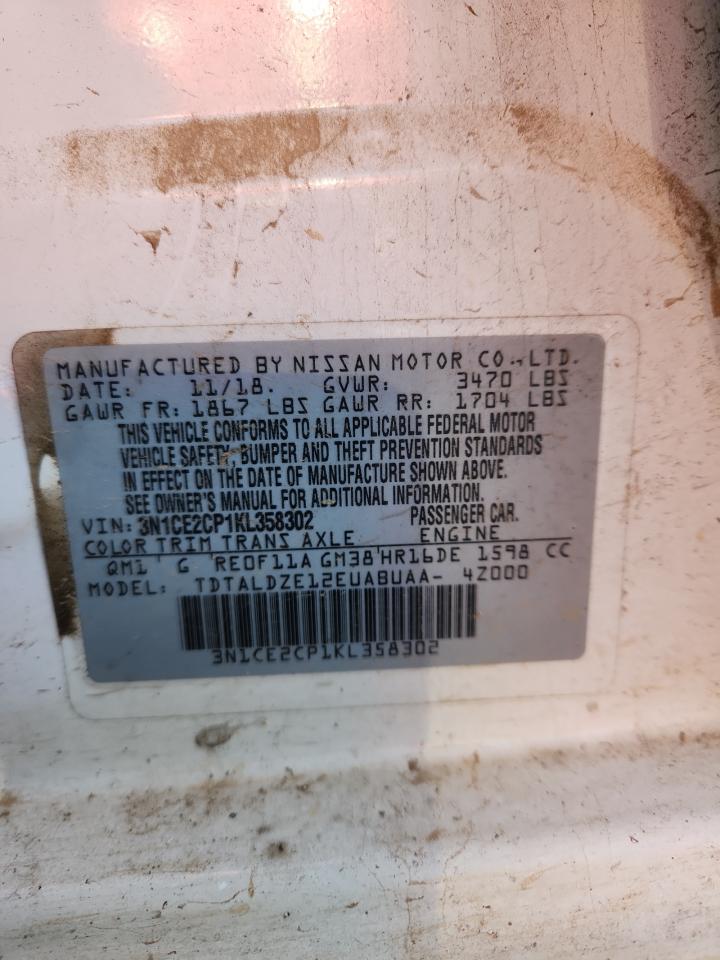 MANUFACTURED BY NISSAN MOTOR CO., LTD.
DATE: 11/18. GVWR: 3470 LBS
GAWR FR: 1867 LBS GAWR RR: 1704 LBS
THIS VEHICLE CONFORMS TO ALL APPLICABLE FEDERAL MOTOR
VEHICLE SAFETY, BUMPER AND THEFT PREVENTION STANDARDS
IN EFFECT ON THE DATE OF MANUFACTURE SHOWN ABOVE.
SEE OWNER'S MANUAL FOR ADDITIONAL INFORMATION.
VIN: 3N1CE2CP1KL358302 PASSENGER CAR.
COLOR TRIM TRANS AXLE ENGINE
QM1 G RE0F11A GM38 HR16DE 1598 CC
MODEL: TDTALDZE12EUABUAA- 4Z000
3N1CE2CP1KL358302